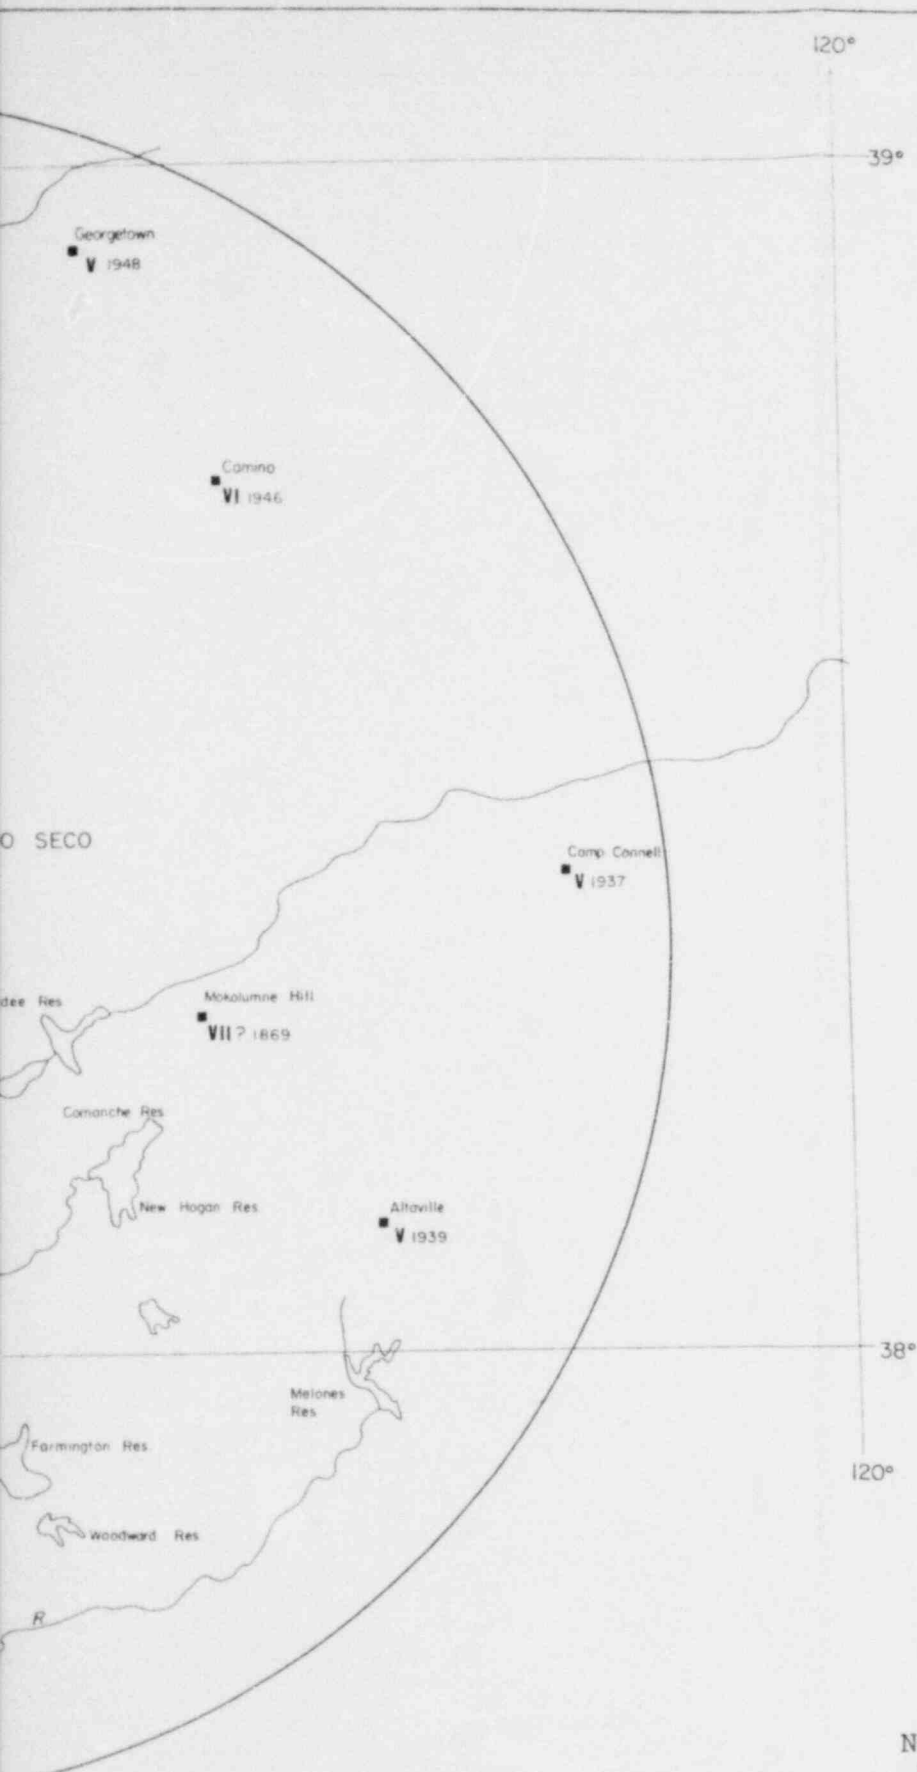 120°
39°
Georgetown
V 1948
Camino
VI 1946
O SECO
Camp Connell
V 1937
dee Res.
Mokolumne Hill
VII? 1869
Comanche Res.
New Hogan Res.
Altaville
V 1939
38°
Melones
Res.
Farmington Res.
120°
Woodward Res.
R
N